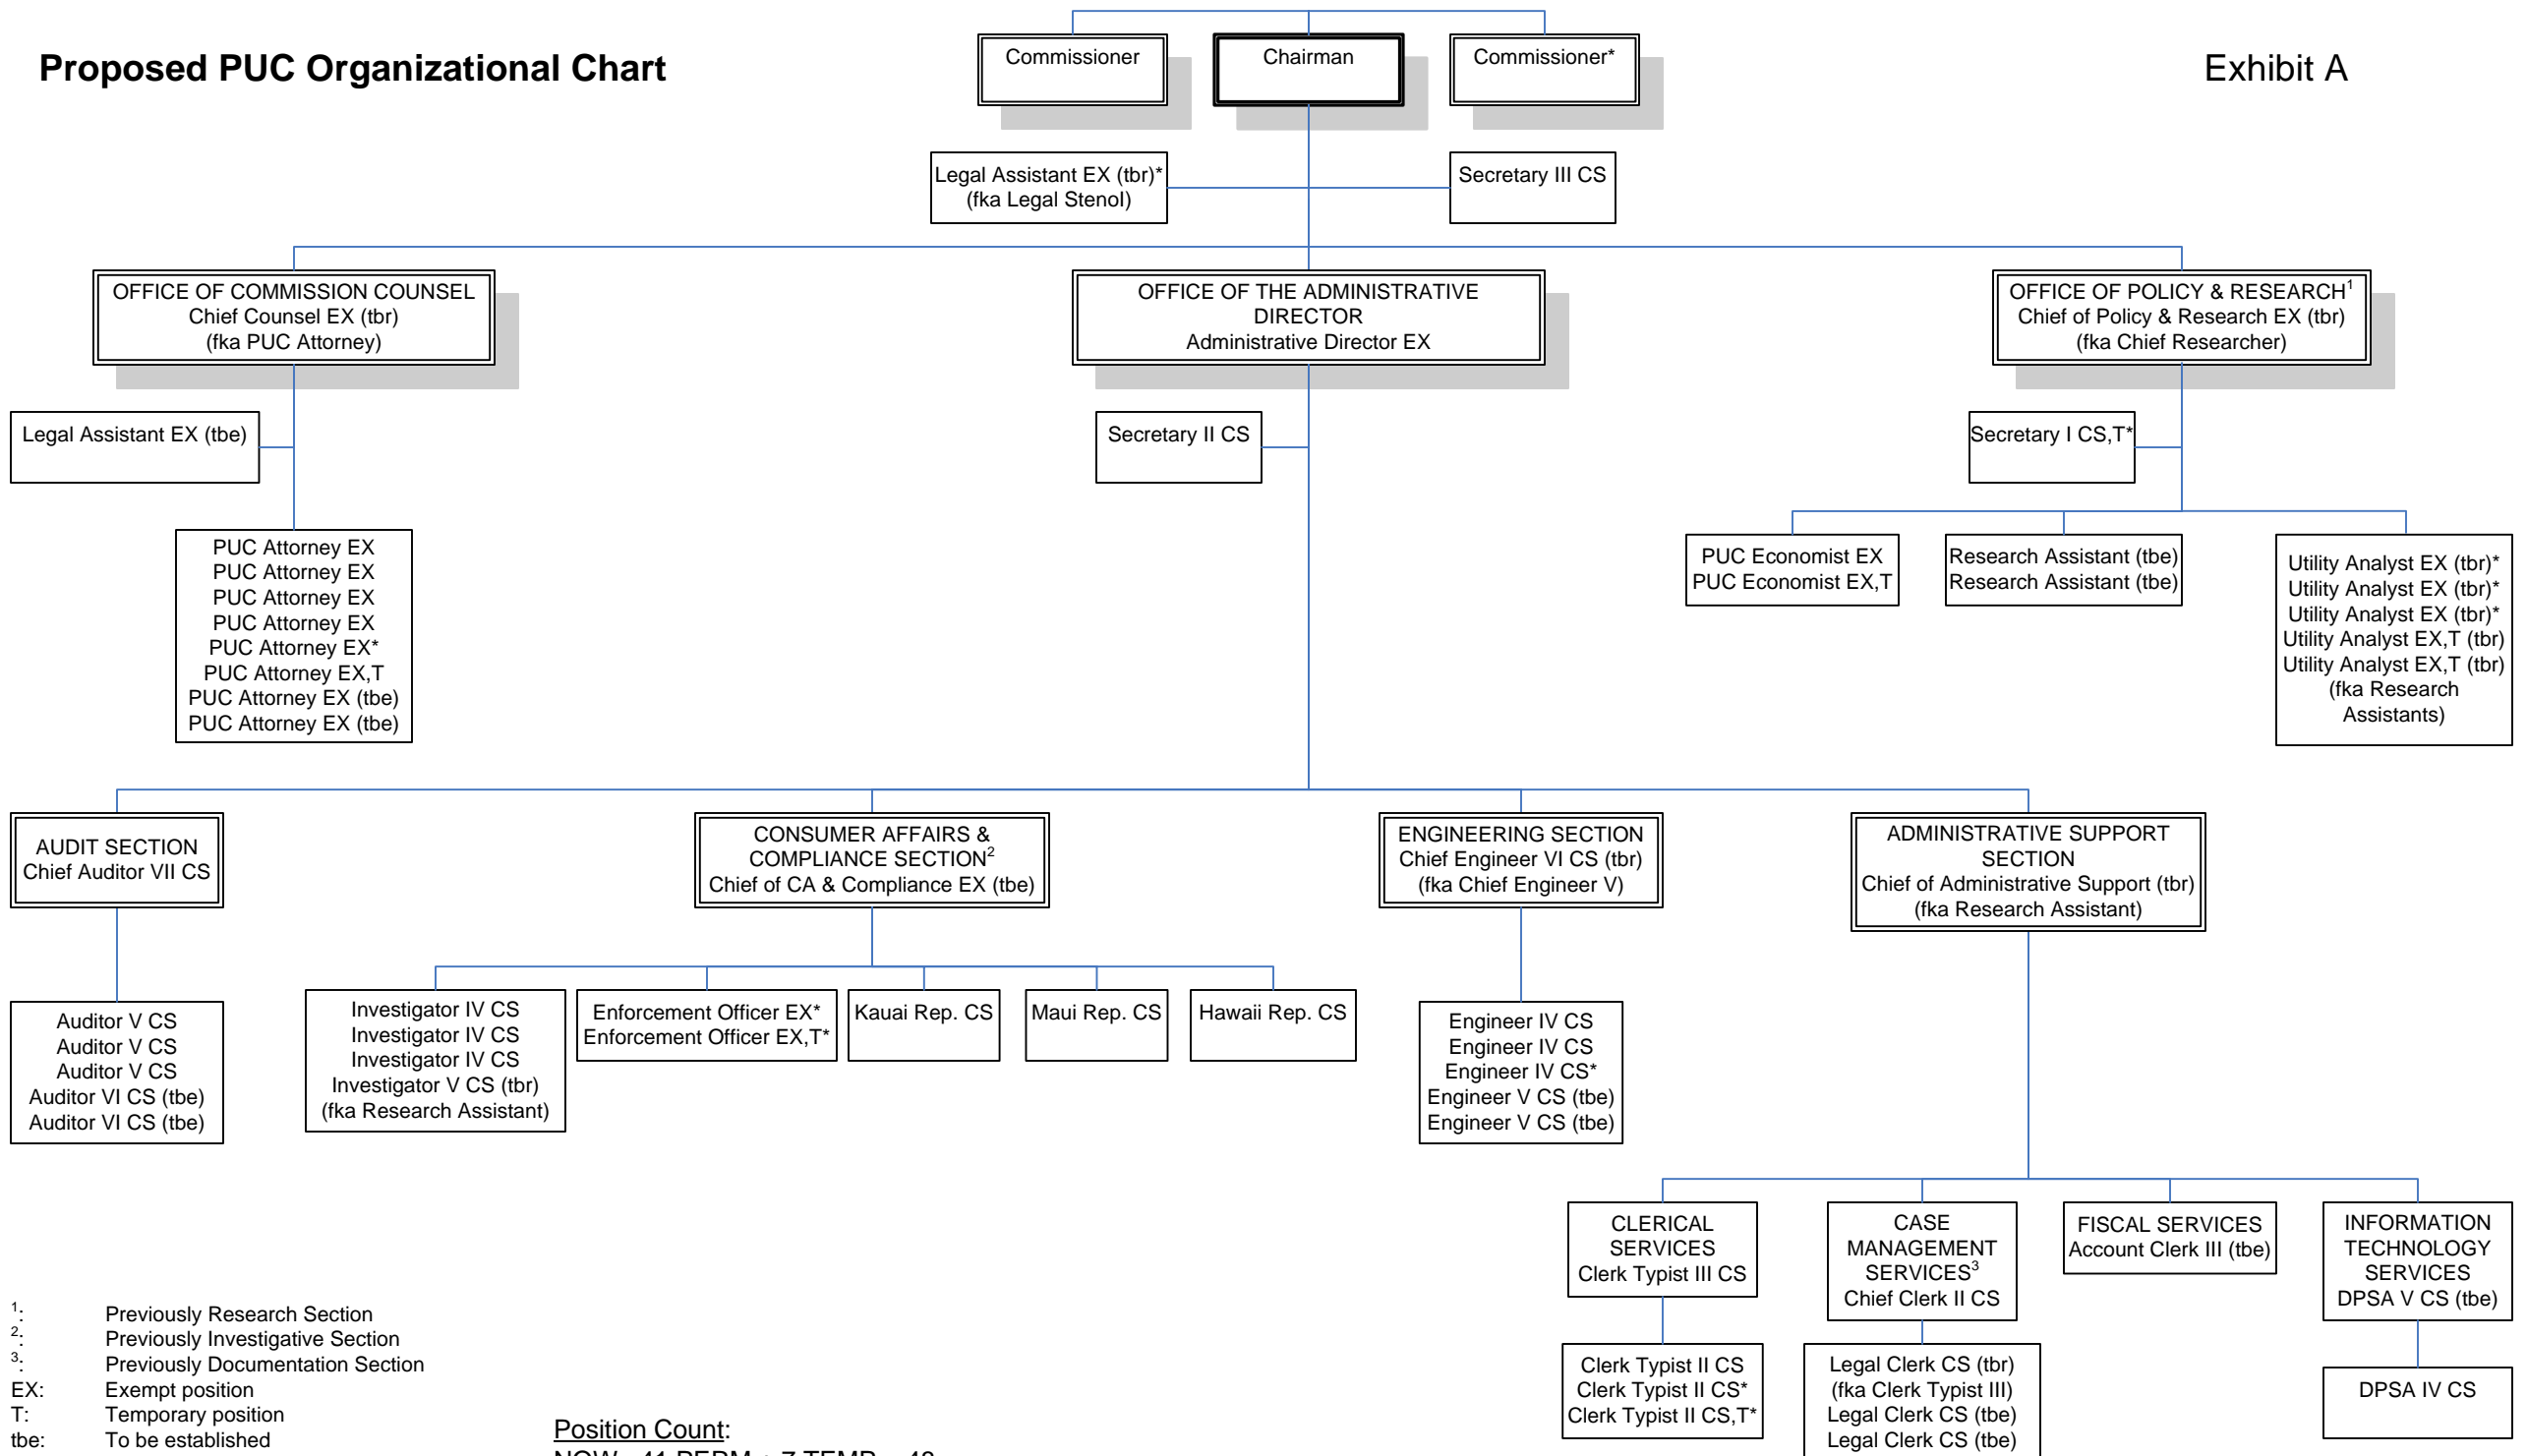 Proposed PUC Organizational Chart
Exhibit A
Commissioner
Chairman
Commissioner*
Legal Assistant EX (tbr)*
(fka Legal StenoI)
Secretary III CS
OFFICE OF COMMISSION COUNSEL
Chief Counsel EX (tbr)
(fka PUC Attorney)
OFFICE OF THE ADMINISTRATIVE
DIRECTOR
Administrative Director EX
OFFICE OF POLICY & RESEARCH1
Chief of Policy & Research EX (tbr)
(fka Chief Researcher)
Legal Assistant EX (tbe)
Secretary II CS
Secretary I CS,T*
PUC Attorney EX
PUC Attorney EX
PUC Attorney EX
PUC Attorney EX
PUC Attorney EX*
PUC Attorney EX,T
PUC Attorney EX (tbe)
PUC Attorney EX (tbe)
PUC Economist EX
PUC Economist EX,T
Research Assistant (tbe)
Research Assistant (tbe)
Utility Analyst EX (tbr)*
Utility Analyst EX (tbr)*
Utility Analyst EX (tbr)*
Utility Analyst EX,T (tbr)
Utility Analyst EX,T (tbr)
(fka Research
Assistants)
AUDIT SECTION
Chief Auditor VII CS
CONSUMER AFFAIRS &
COMPLIANCE SECTION2
Chief of CA & Compliance EX (tbe)
ENGINEERING SECTION
Chief Engineer VI CS (tbr)
(fka Chief Engineer V)
ADMINISTRATIVE SUPPORT
SECTION
Chief of Administrative Support (tbr)
(fka Research Assistant)
Auditor V CS
Auditor V CS
Auditor V CS
Auditor VI CS (tbe)
Auditor VI CS (tbe)
Investigator IV CS
Investigator IV CS
Investigator IV CS
Investigator V CS (tbr)
(fka Research Assistant)
Enforcement Officer EX*
Enforcement Officer EX,T*
Kauai Rep. CS
Maui Rep. CS
Hawaii Rep. CS
Engineer IV CS
Engineer IV CS
Engineer IV CS*
Engineer V CS (tbe)
Engineer V CS (tbe)
CLERICAL
SERVICES
Clerk Typist III CS
CASE
MANAGEMENT
SERVICES3
Chief Clerk II CS
FISCAL SERVICES
Account Clerk III (tbe)
INFORMATION
TECHNOLOGY
SERVICES
DPSA V CS (tbe)
Clerk Typist II CS
Clerk Typist II CS*
Clerk Typist II CS,T*
Legal Clerk CS (tbr)
(fka Clerk Typist III)
Legal Clerk CS (tbe)
Legal Clerk CS (tbe)
DPSA IV CS
1: Previously Research Section
2: Previously Investigative Section
3: Previously Documentation Section
EX: Exempt position
T: Temporary position
tbe: To be established
Position Count: